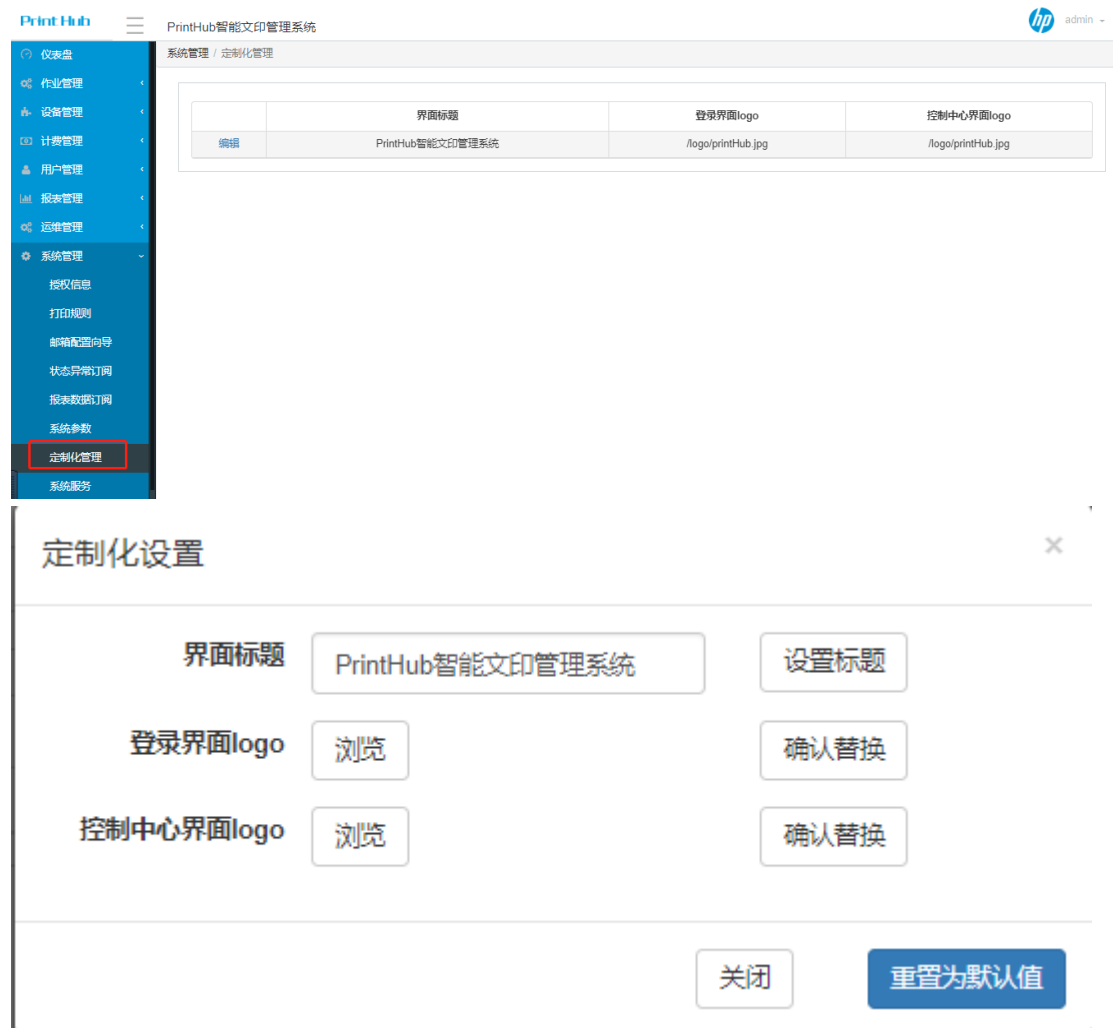 Print Hub
PrintHub智能文印管理系统
hp
admin
仪表盘
系统管理 / 定制化管理
作业管理
设备管理
计费管理
用户管理
报表管理
运维管理
系统管理
授权信息
打印规则
邮箱配置向导
状态异常订阅
报表数据订阅
系统参数
定制化管理
系统服务
界面标题 登录界面logo 控制中心界面logo
编辑 PrintHub智能文印管理系统 /logo/printHub.jpg /logo/printHub.jpg
定制化设置 ×
界面标题 PrintHub智能文印管理系统 设置标题
登录界面logo 浏览 确认替换
控制中心界面logo 浏览 确认替换
关闭 重置为默认值